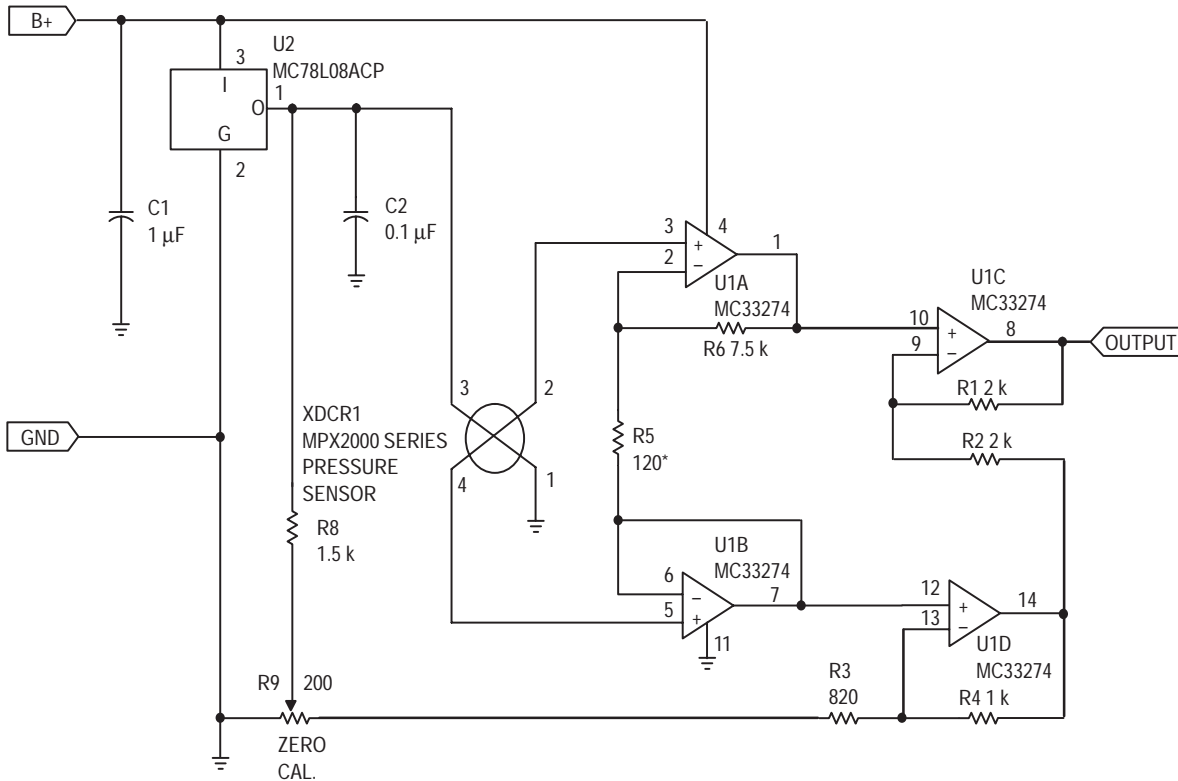 B+
U2
MC78L08ACP
3
I
1
O
G
2
C1
1 µF
C2
0.1 µF
3
2
+
−
4
1
U1A
MC33274
R6 7.5 k
U1C
MC33274
10
9
+
−
8
OUTPUT
R1 2 k
R2 2 k
GND
XDCR1
MPX2000 SERIES
PRESSURE
SENSOR
3
2
4
1
R5
120*
R8
1.5 k
U1B
MC33274
6
5
−
+
7
11
12
13
+
−
14
U1D
MC33274
R9 200
R3
820
R4 1 k
ZERO
CAL.